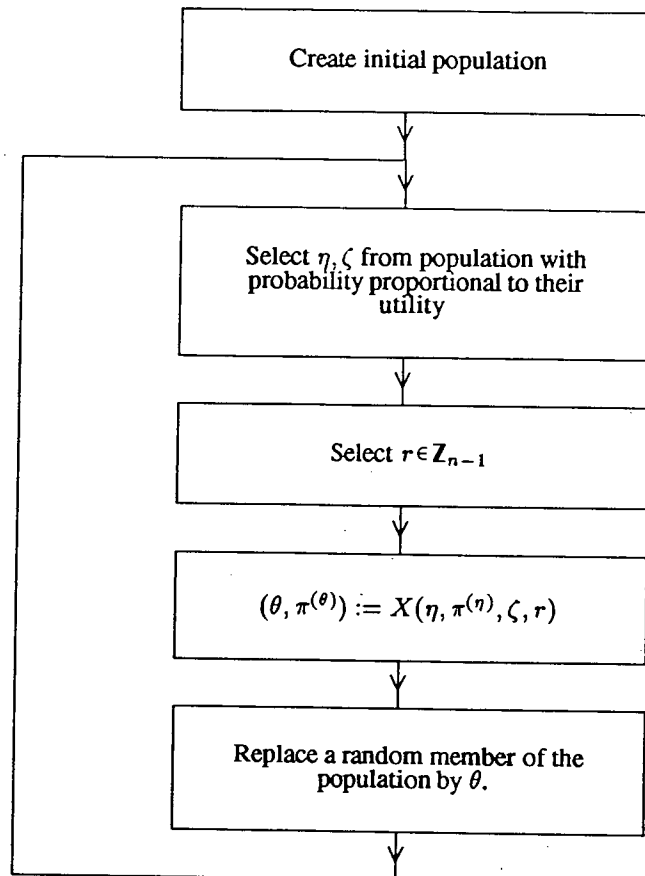 Create initial population
Select η, ζ from population with
probability proportional to their
utility
Select r ∈ Z_{n−1}
(θ, π^{(θ)}) := X(η, π^{(η)}, ζ, r)
Replace a random member of the
population by θ.